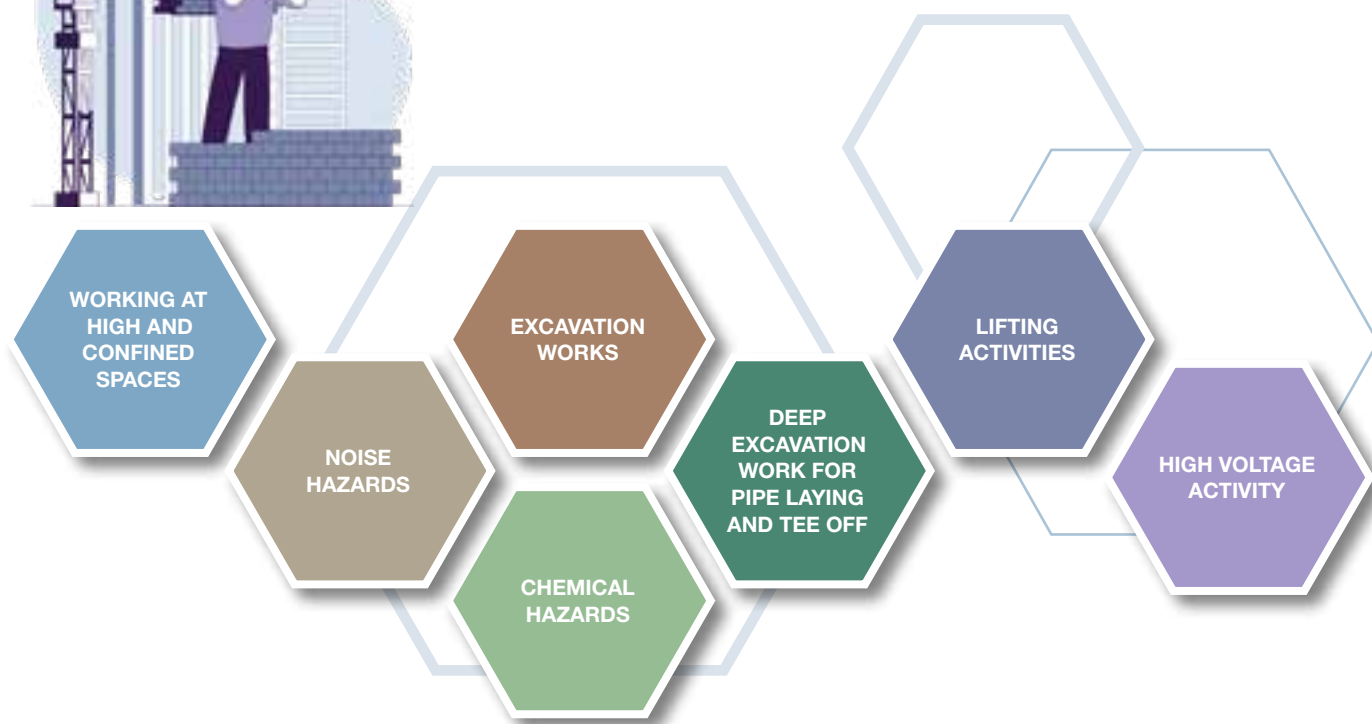 WORKING AT
HIGH AND
CONFINED
SPACES
NOISE
HAZARDS
EXCAVATION
WORKS
CHEMICAL
HAZARDS
DEEP
EXCAVATION
WORK FOR
PIPE LAYING
AND TEE OFF
LIFTING
ACTIVITIES
HIGH VOLTAGE
ACTIVITY